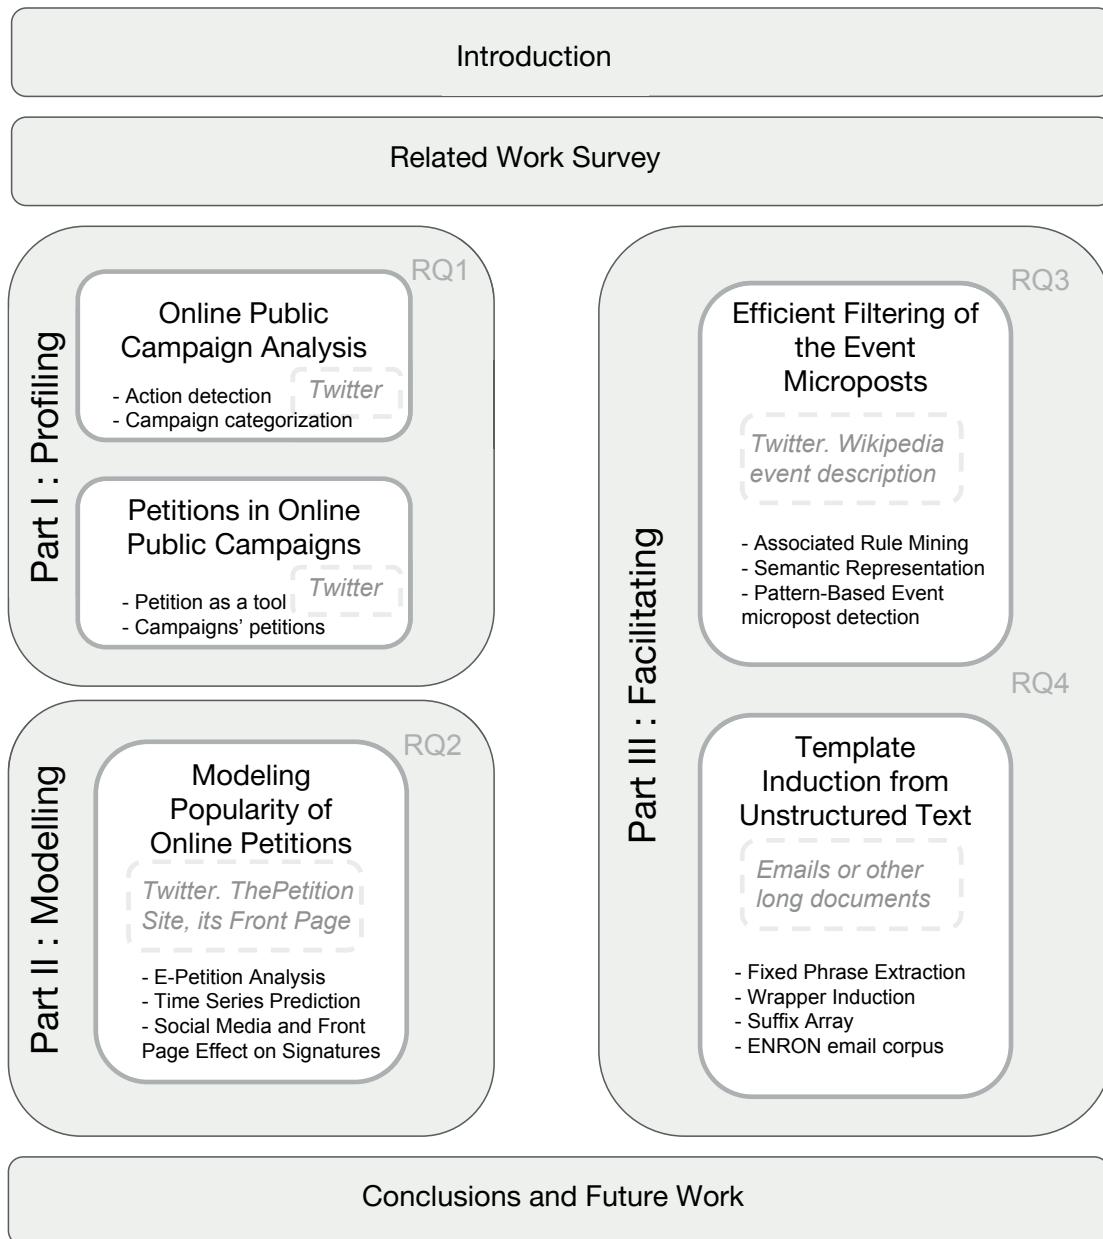 Introduction
Related Work Survey
Part I : Profiling
RQ1
Online Public
Campaign Analysis
Twitter
- Action detection
- Campaign categorization
Petitions in Online
Public Campaigns
Twitter
- Petition as a tool
- Campaigns’ petitions
Part II : Modelling
RQ2
Modeling
Popularity of
Online Petitions
Twitter. ThePetition
Site, its Front Page
- E-Petition Analysis
- Time Series Prediction
- Social Media and Front
Page Effect on Signatures
Part III : Facilitating
RQ3
Efficient Filtering of
the Event
Microposts
Twitter. Wikipedia
event description
- Associated Rule Mining
- Semantic Representation
- Pattern-Based Event
micropost detection
RQ4
Template
Induction from
Unstructured Text
Emails or other
long documents
- Fixed Phrase Extraction
- Wrapper Induction
- Suffix Array
- ENRON email corpus
Conclusions and Future Work